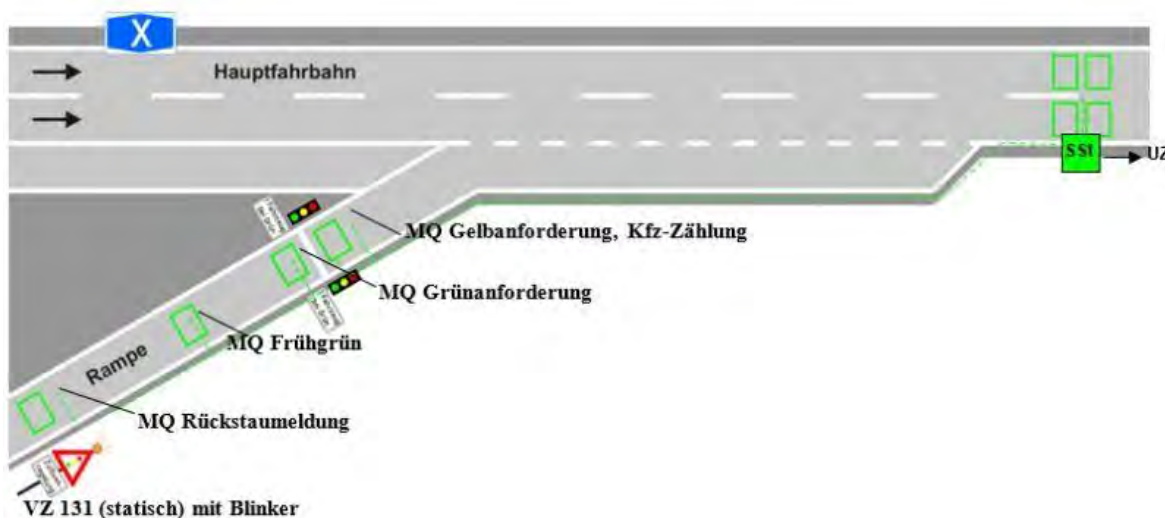 X
Hauptfahrbahn
SSt
UZ
MQ Gelbanforderung, Kfz-Zählung
MQ Grünanforderung
MQ Frühgrün
Rampe
MQ Rückstaumeldung
VZ 131 (statisch) mit Blinker